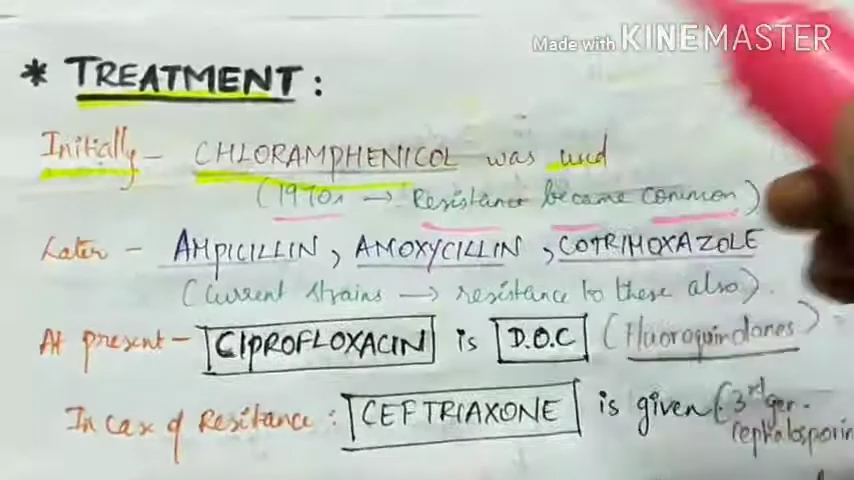 Made with KINEMASTER
* TREATMENT :
Initially - CHLORAMPHENICOL was used
(1970s → Resistance became common)
Later - AMPICILLIN, AMOXYCILLIN, COTRIMOXAZOLE
(Current strains → resistance to these also).
At present - CIPROFLOXACIN is D.O.C (Fluoroquinolones)
In Case of Resistance : CEFTRIAXONE is given (3rd gen.
cephalosporin